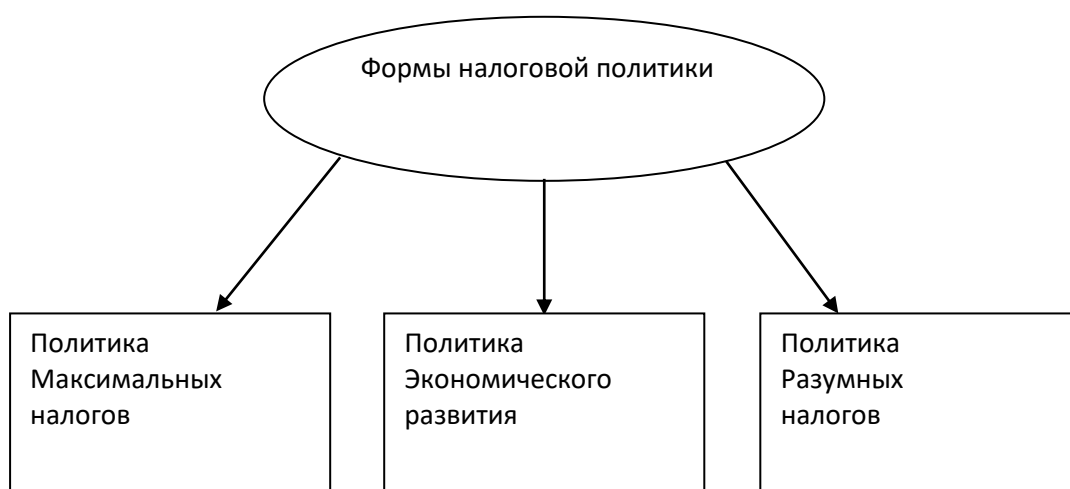 Формы налоговой политики
Политика
Максимальных
налогов
Политика
Экономического
развития
Политика
Разумных
налогов